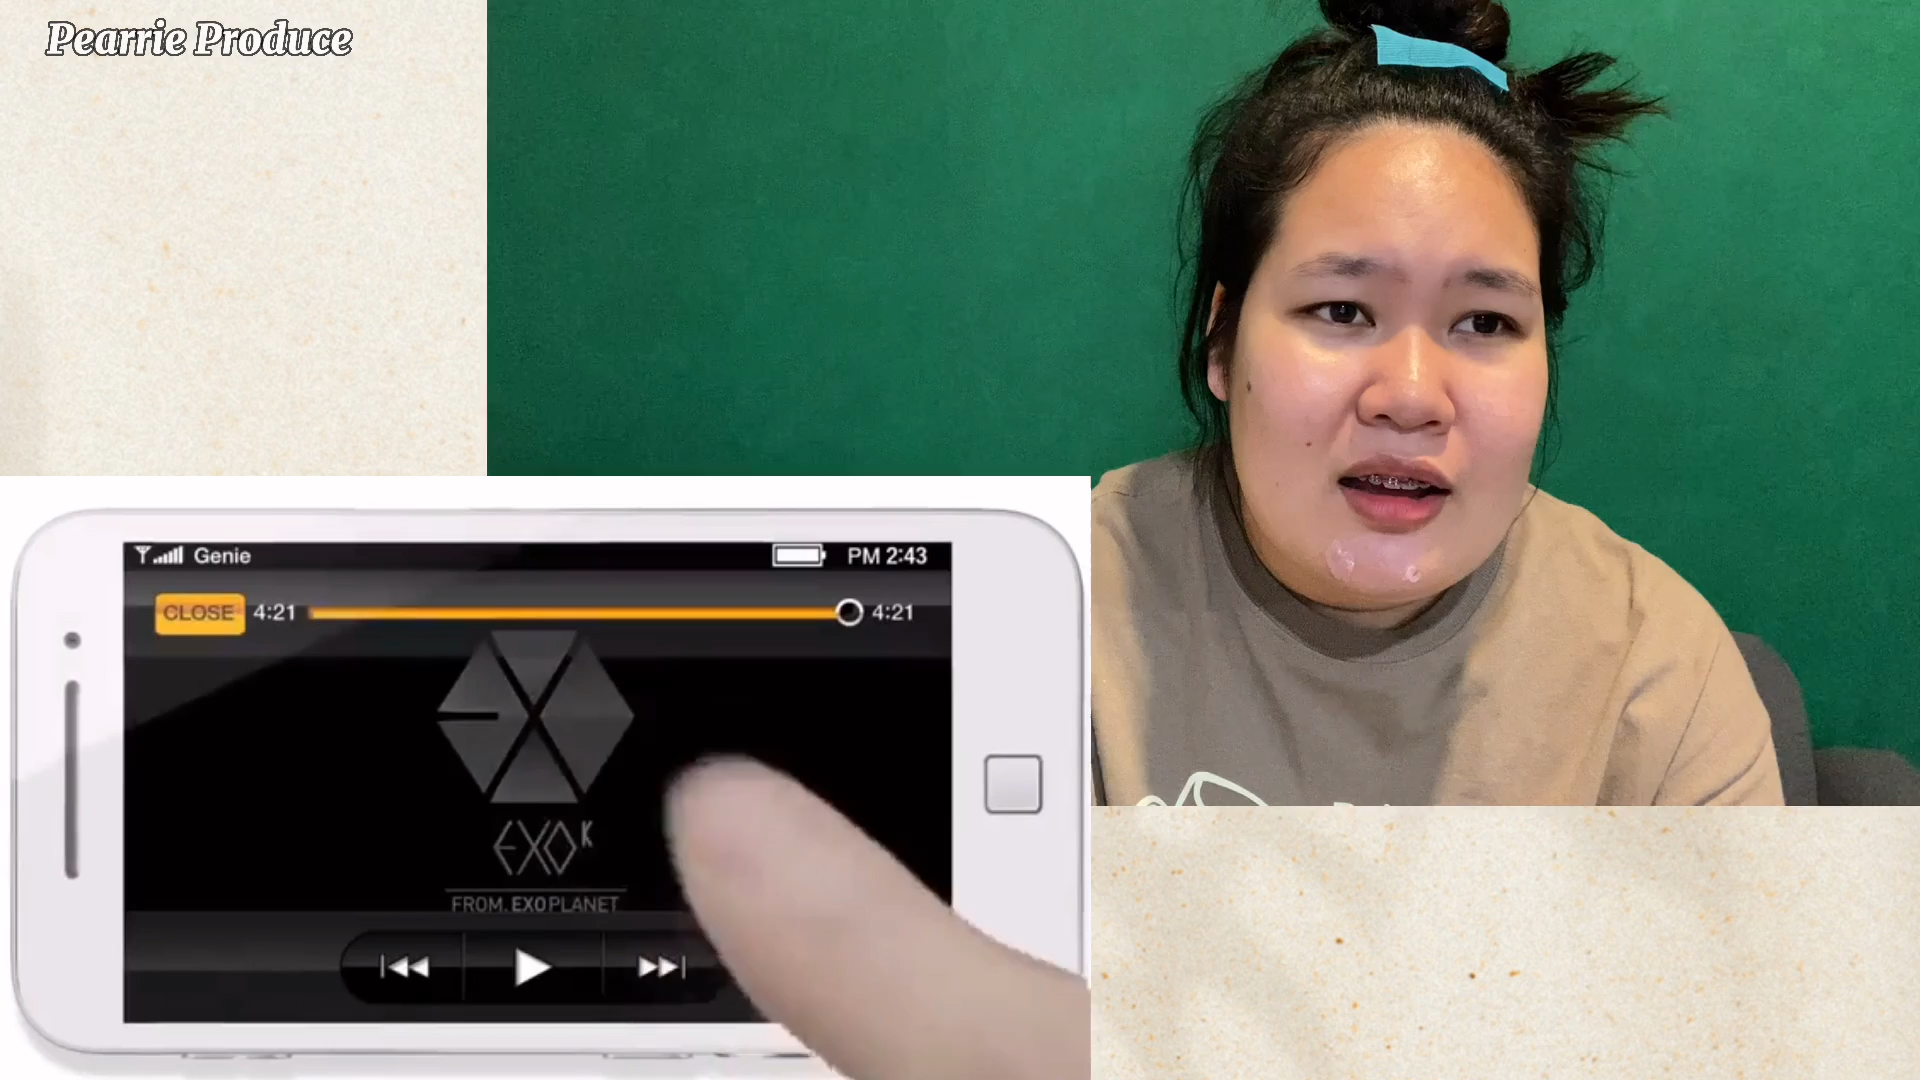 Pearrie Produce
Genie
PM 2:43
CLOSE 4:21 4:21
EXO K
FROM. EXOPLANET